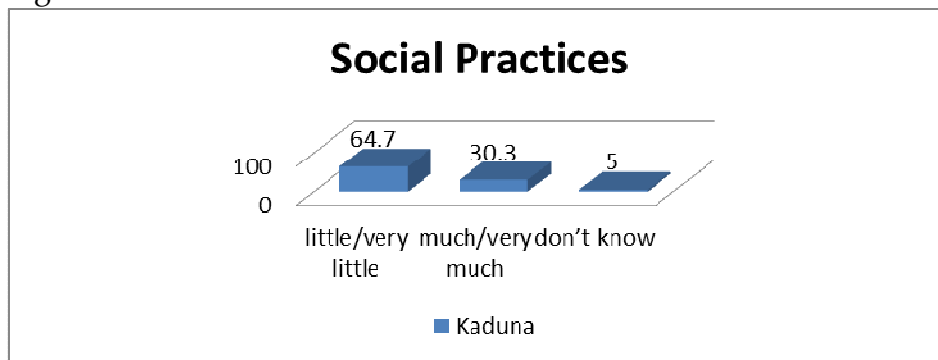 Social Practices
64.7
30.3
5
100
0
little/very much/very don’t know
little much
Kaduna